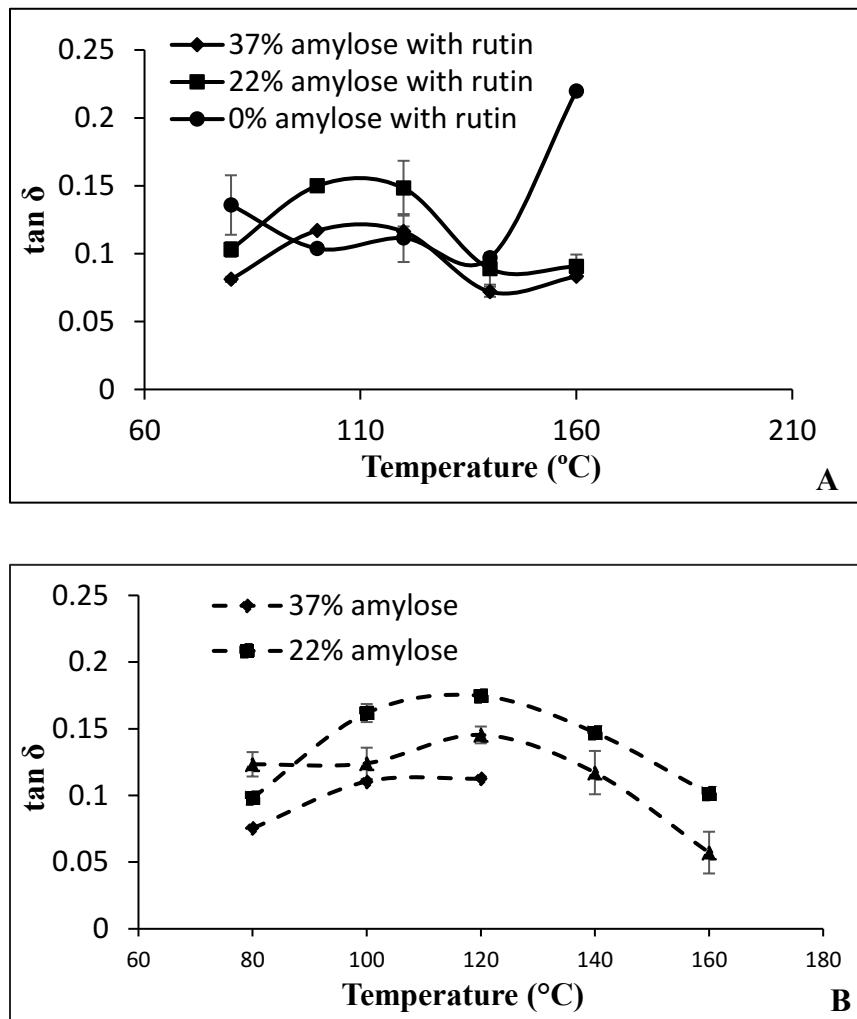 0.25
0.2
0.15
0.1
0.05
0
tan δ
37% amylose with rutin
22% amylose with rutin
0% amylose with rutin
60 110 160 210
Temperature (ºC)
A
0.25
0.2
0.15
0.1
0.05
0
tan δ
37% amylose
22% amylose
60 80 100 120 140 160 180
Temperature (°C)
B